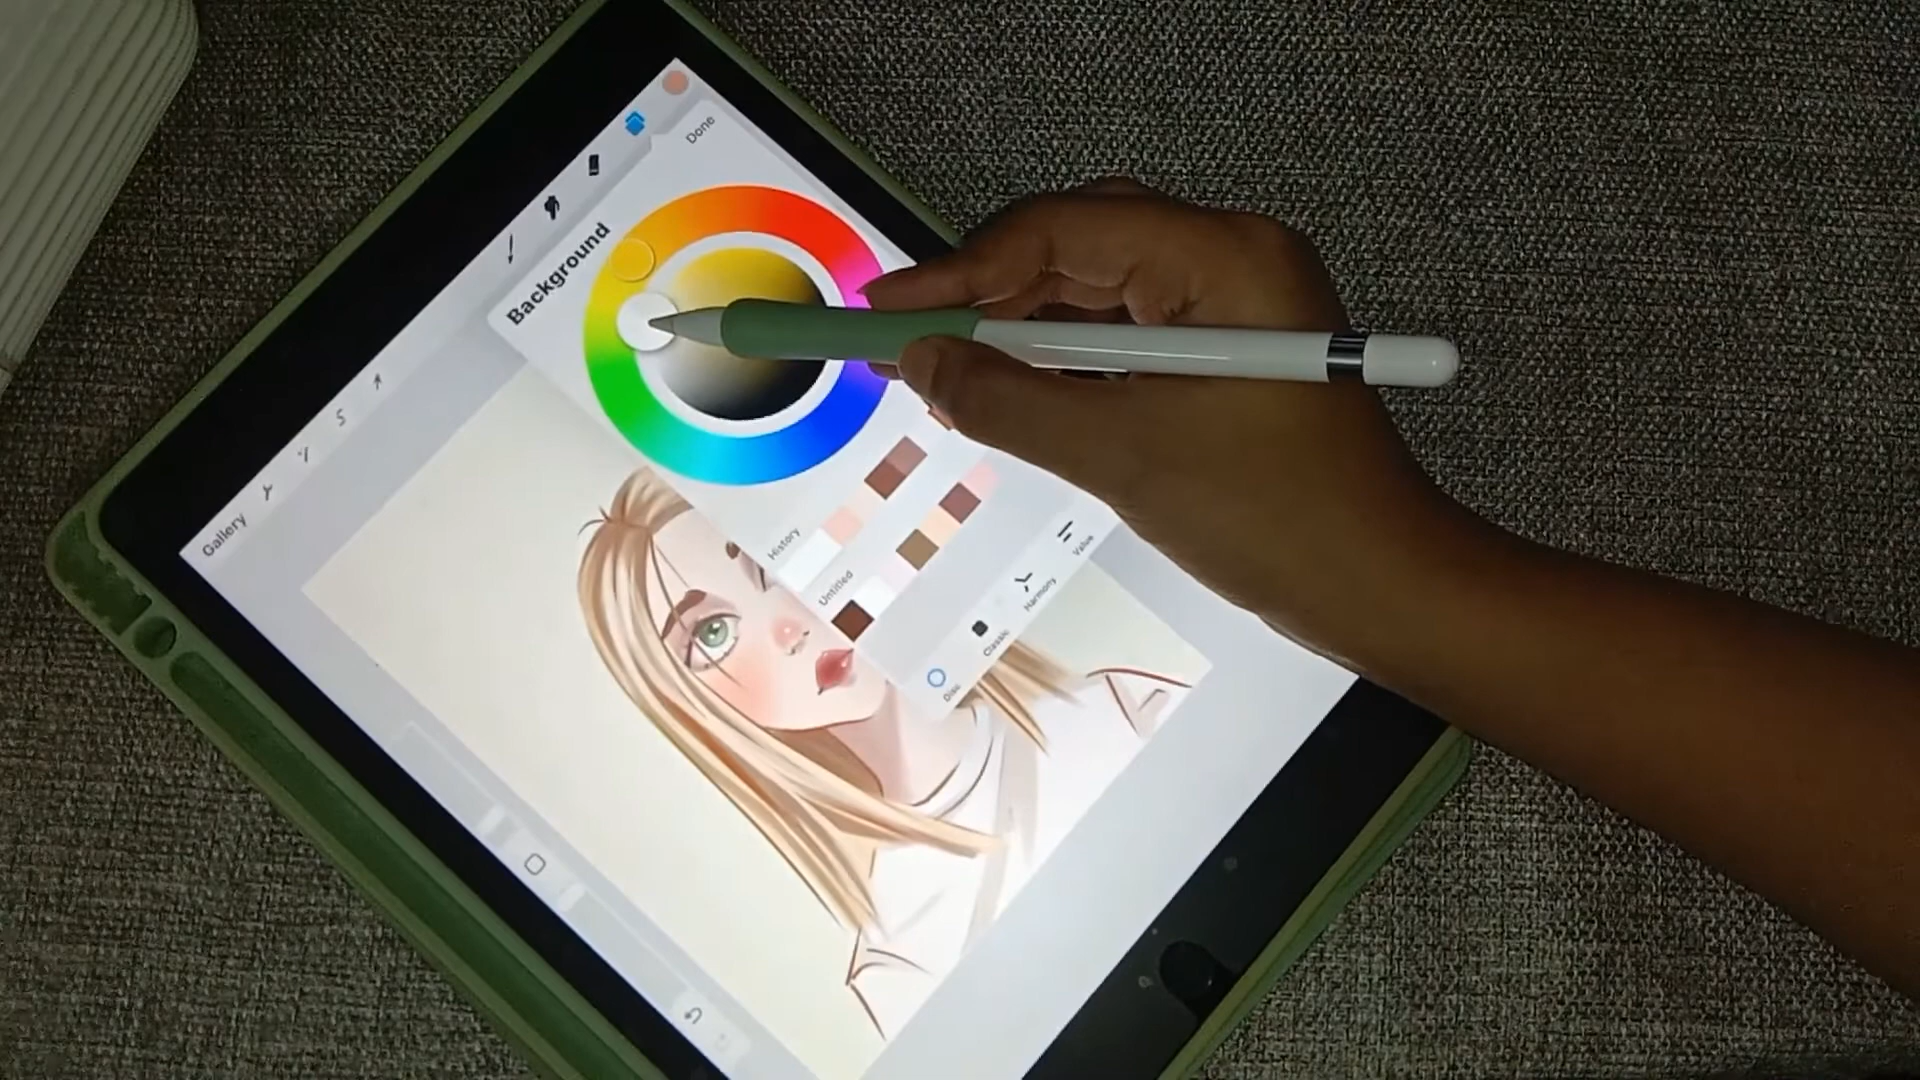 Gallery
Done
Background
History
Untitled
Disc
Classic
Harmony
Value